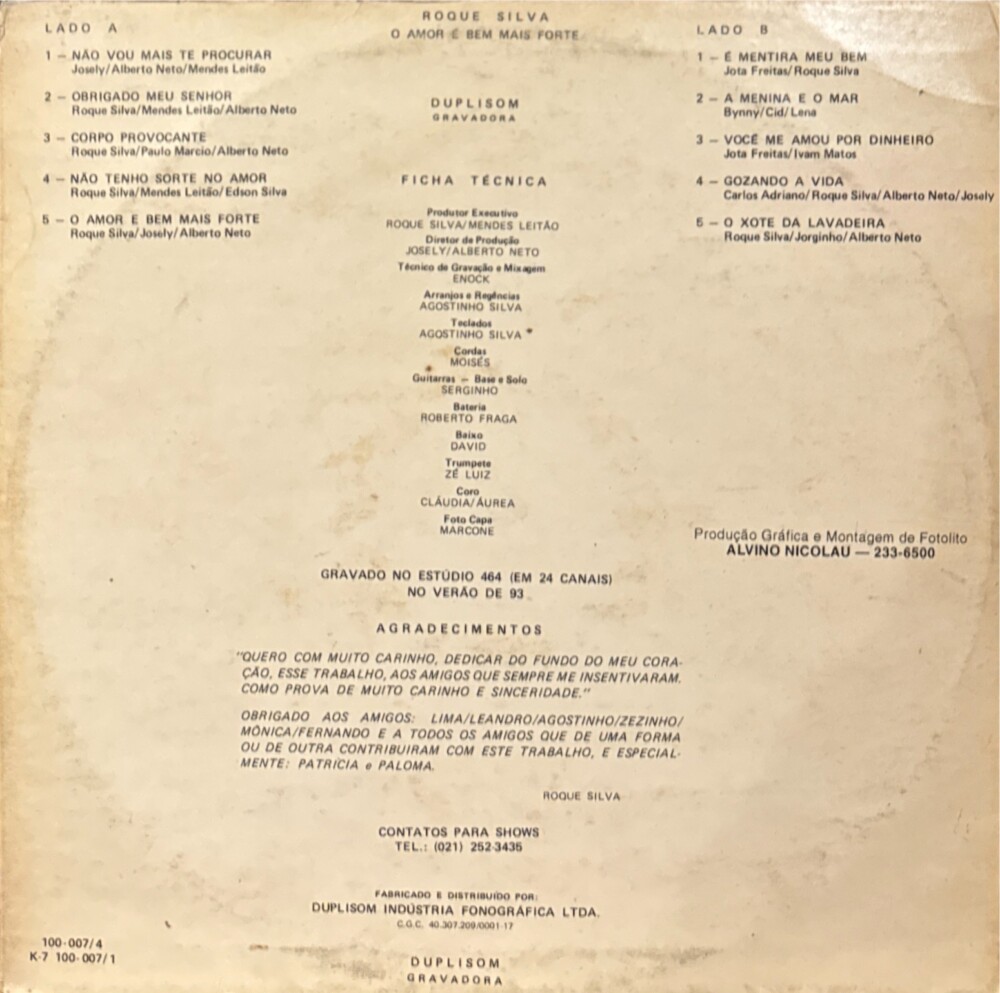 ROQUE SILVA
O AMOR É BEM MAIS FORTE
LADO A
1 – NÃO VOU MAIS TE PROCURAR
Josely/Alberto Neto/Mendes Leitão
2 – OBRIGADO MEU SENHOR
Roque Silva/Mendes Leitão/Alberto Neto
3 – CORPO PROVOCANTE
Roque Silva/Paulo Marcio/Alberto Neto
4 – NÃO TENHO SORTE NO AMOR
Roque Silva/Mendes Leitão/Edson Silva
5 – O AMOR E BEM MAIS FORTE
Roque Silva/Josely/Alberto Neto
DUPLISOM
GRAVADORA
FICHA TÉCNICA
Produtor Executivo
ROQUE SILVA/MENDES LEITÃO
Diretor de Produção
JOSELY/ALBERTO NETO
Técnico de Gravação e Mixagem
ENOCK
Arranjos e Regências
AGOSTINHO SILVA
Teclados
AGOSTINHO SILVA
Cordas
MOISÉS
Guitarras – Base e Solo
SERGINHO
Bateria
ROBERTO FRAGA
Baixo
DAVID
Trumpete
ZÉ LUIZ
Coro
CLÁUDIA/ÁUREA
Foto Capa
MARCONE
LADO B
1 – É MENTIRA MEU BEM
Jota Freitas/Roque Silva
2 – A MENINA E O MAR
Bynny/Cid/Lena
3 – VOCÊ ME AMOU POR DINHEIRO
Jota Freitas/Ivam Matos
4 – GOZANDO A VIDA
Carlos Adriano/Roque Silva/Alberto Neto/Josely
5 – O XOTE DA LAVADEIRA
Roque Silva/Jorginho/Alberto Neto
Produção Gráfica e Montagem de Fotolito
ALVINO NICOLAU — 233-6500
GRAVADO NO ESTÚDIO 464 (EM 24 CANAIS)
NO VERÃO DE 93
AGRADECIMENTOS
"QUERO COM MUITO CARINHO, DEDICAR DO FUNDO DO MEU CORA-
ÇÃO, ESSE TRABALHO, AOS AMIGOS QUE SEMPRE ME INSENTIVARAM.
COMO PROVA DE MUITO CARINHO E SINCERIDADE."
OBRIGADO AOS AMIGOS: LIMA/LEANDRO/AGOSTINHO/ZEZINHO/
MÔNICA/FERNANDO E A TODOS OS AMIGOS QUE DE UMA FORMA
OU DE OUTRA CONTRIBUIRAM COM ESTE TRABALHO, E ESPECIAL-
MENTE: PATRÍCIA e PALOMA.
ROQUE SILVA
CONTATOS PARA SHOWS
TEL.: (021) 252-3435
FABRICADO E DISTRIBUÍDO POR:
DUPLISOM INDÚSTRIA FONOGRÁFICA LTDA.
C.G.C. 40.307.209/0001-17
100-007/4
K-7 100-007/1
DUPLISOM
GRAVADORA